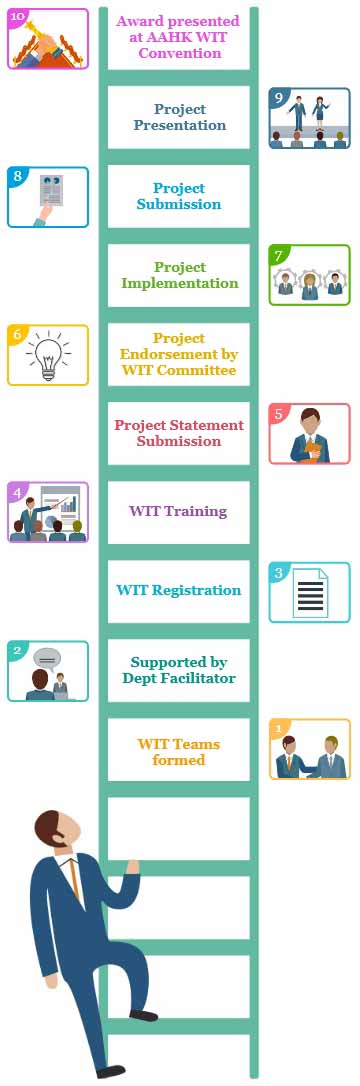 10
Award presented
at AAHK WIT
Convention
9
Project
Presentation
8
Project
Submission
7
Project
Implementation
6
Project
Endorsement by
WIT Committee
5
Project Statement
Submission
4
WIT Training
3
WIT Registration
2
Supported by
Dept Facilitator
1
WIT Teams
formed